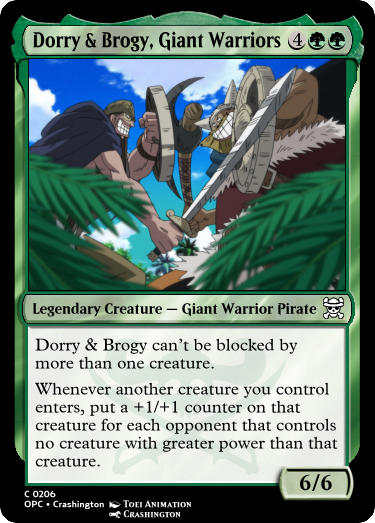 Dorry & Brogy, Giant Warriors 4
Legendary Creature — Giant Warrior Pirate
Dorry & Brogy can't be blocked by
more than one creature.
Whenever another creature you control
enters, put a +1/+1 counter on that
creature for each opponent that controls
no creature with greater power than that
creature.
6/6
C 0206
OPC • Crashington Toei Animation
Crashington